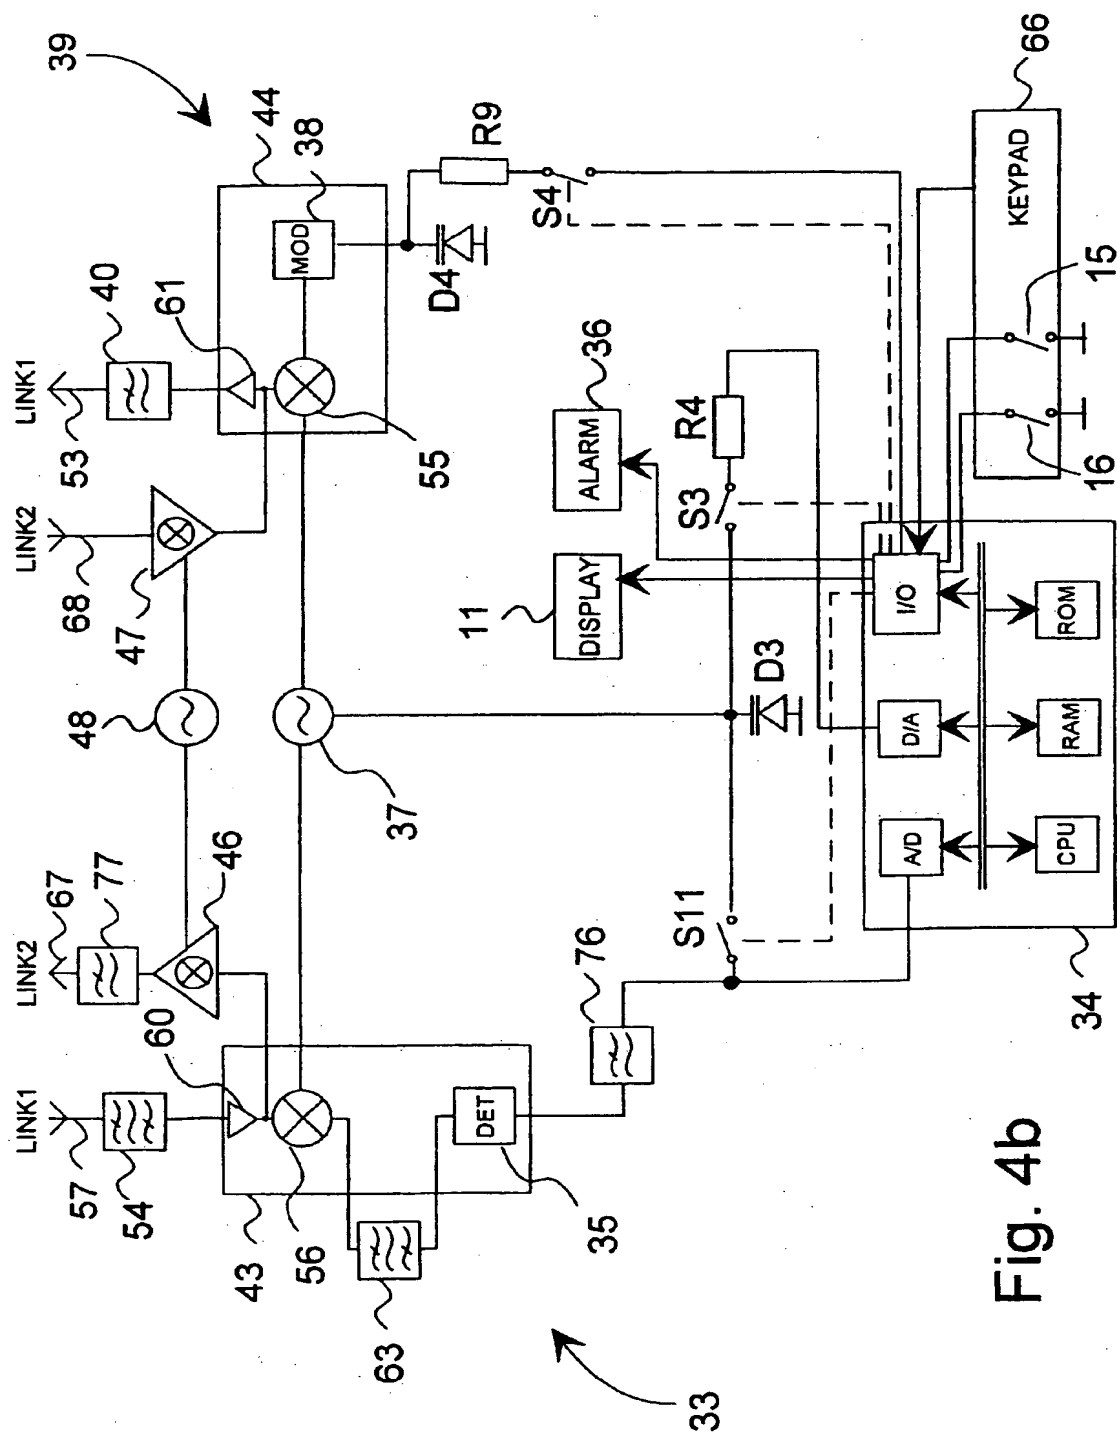 LINK1
57
54
60
43
56
63
35
33
LINK2
67
77
46
76
48
37
S11
34
LINK2
68
47
LINK1
53
40
61
55
MOD
38
44
39
D4
R9
S4
DET
11
DISPLAY
ALARM
36
S3
R4
D3
A/D
D/A
I/O
CPU
RAM
ROM
KEYPAD
66
16
15
Fig. 4b